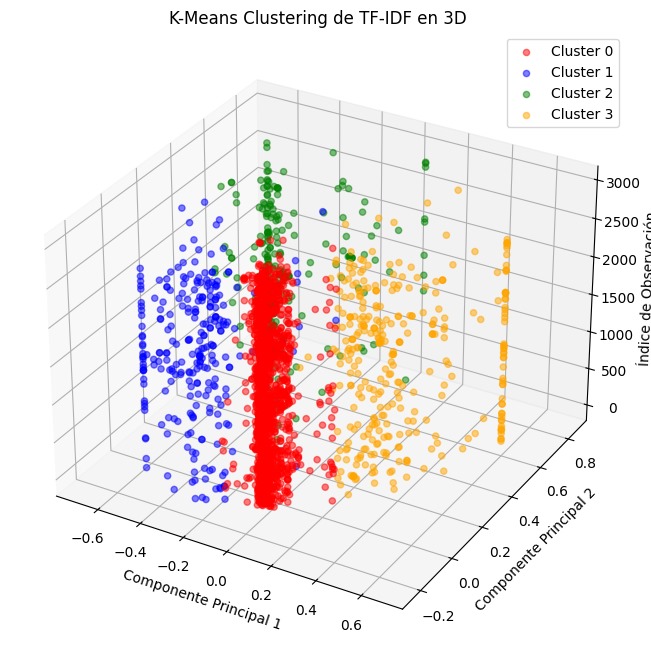 K-Means Clustering de TF-IDF en 3D
Cluster 0
Cluster 1
Cluster 2
Cluster 3
3000
2500
2000
1500
1000
500
0
Índice de Observación
0.8
0.6
0.4
0.2
0.0
−0.2
Componente Principal 2
−0.6
−0.4
−0.2
0.0
0.2
0.4
0.6
Componente Principal 1